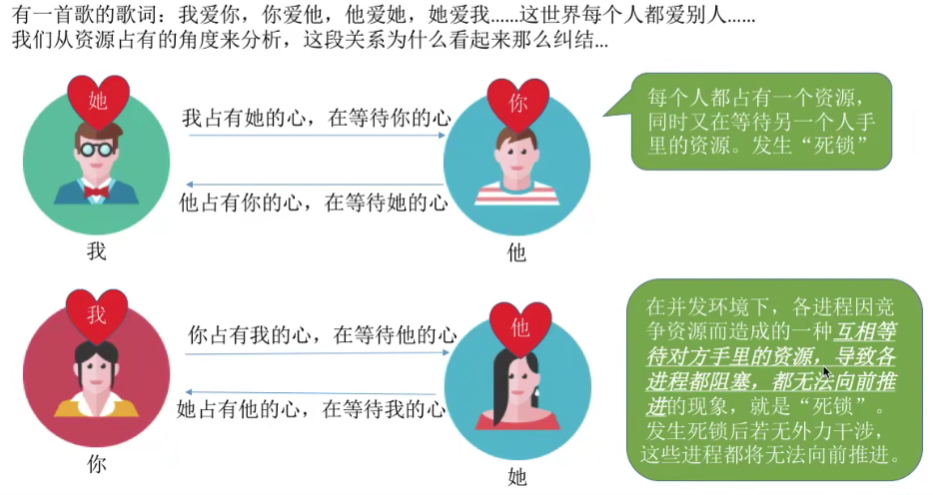 有一首歌的歌词：我爱你，你爱他，他爱她，她爱我……这世界每个人都爱别人……
我们从资源占有的角度来分析，这段关系为什么看起来那么纠结...
她
你
我占有她的心，在等待你的心
他占有你的心，在等待她的心
我
他
每个人都占有一个资源，
同时又在等待另一个人手
里的资源。发生“死锁”
我
他
你占有我的心，在等待他的心
她占有他的心，在等待我的心
你
她
在并发环境下，各进程因竞
争资源而造成的一种互相等
待对方手里的资源，导致各
进程都阻塞，都无法向前推
进的现象，就是“死锁”。
发生死锁后若无外力干涉，
这些进程都将无法向前推进。